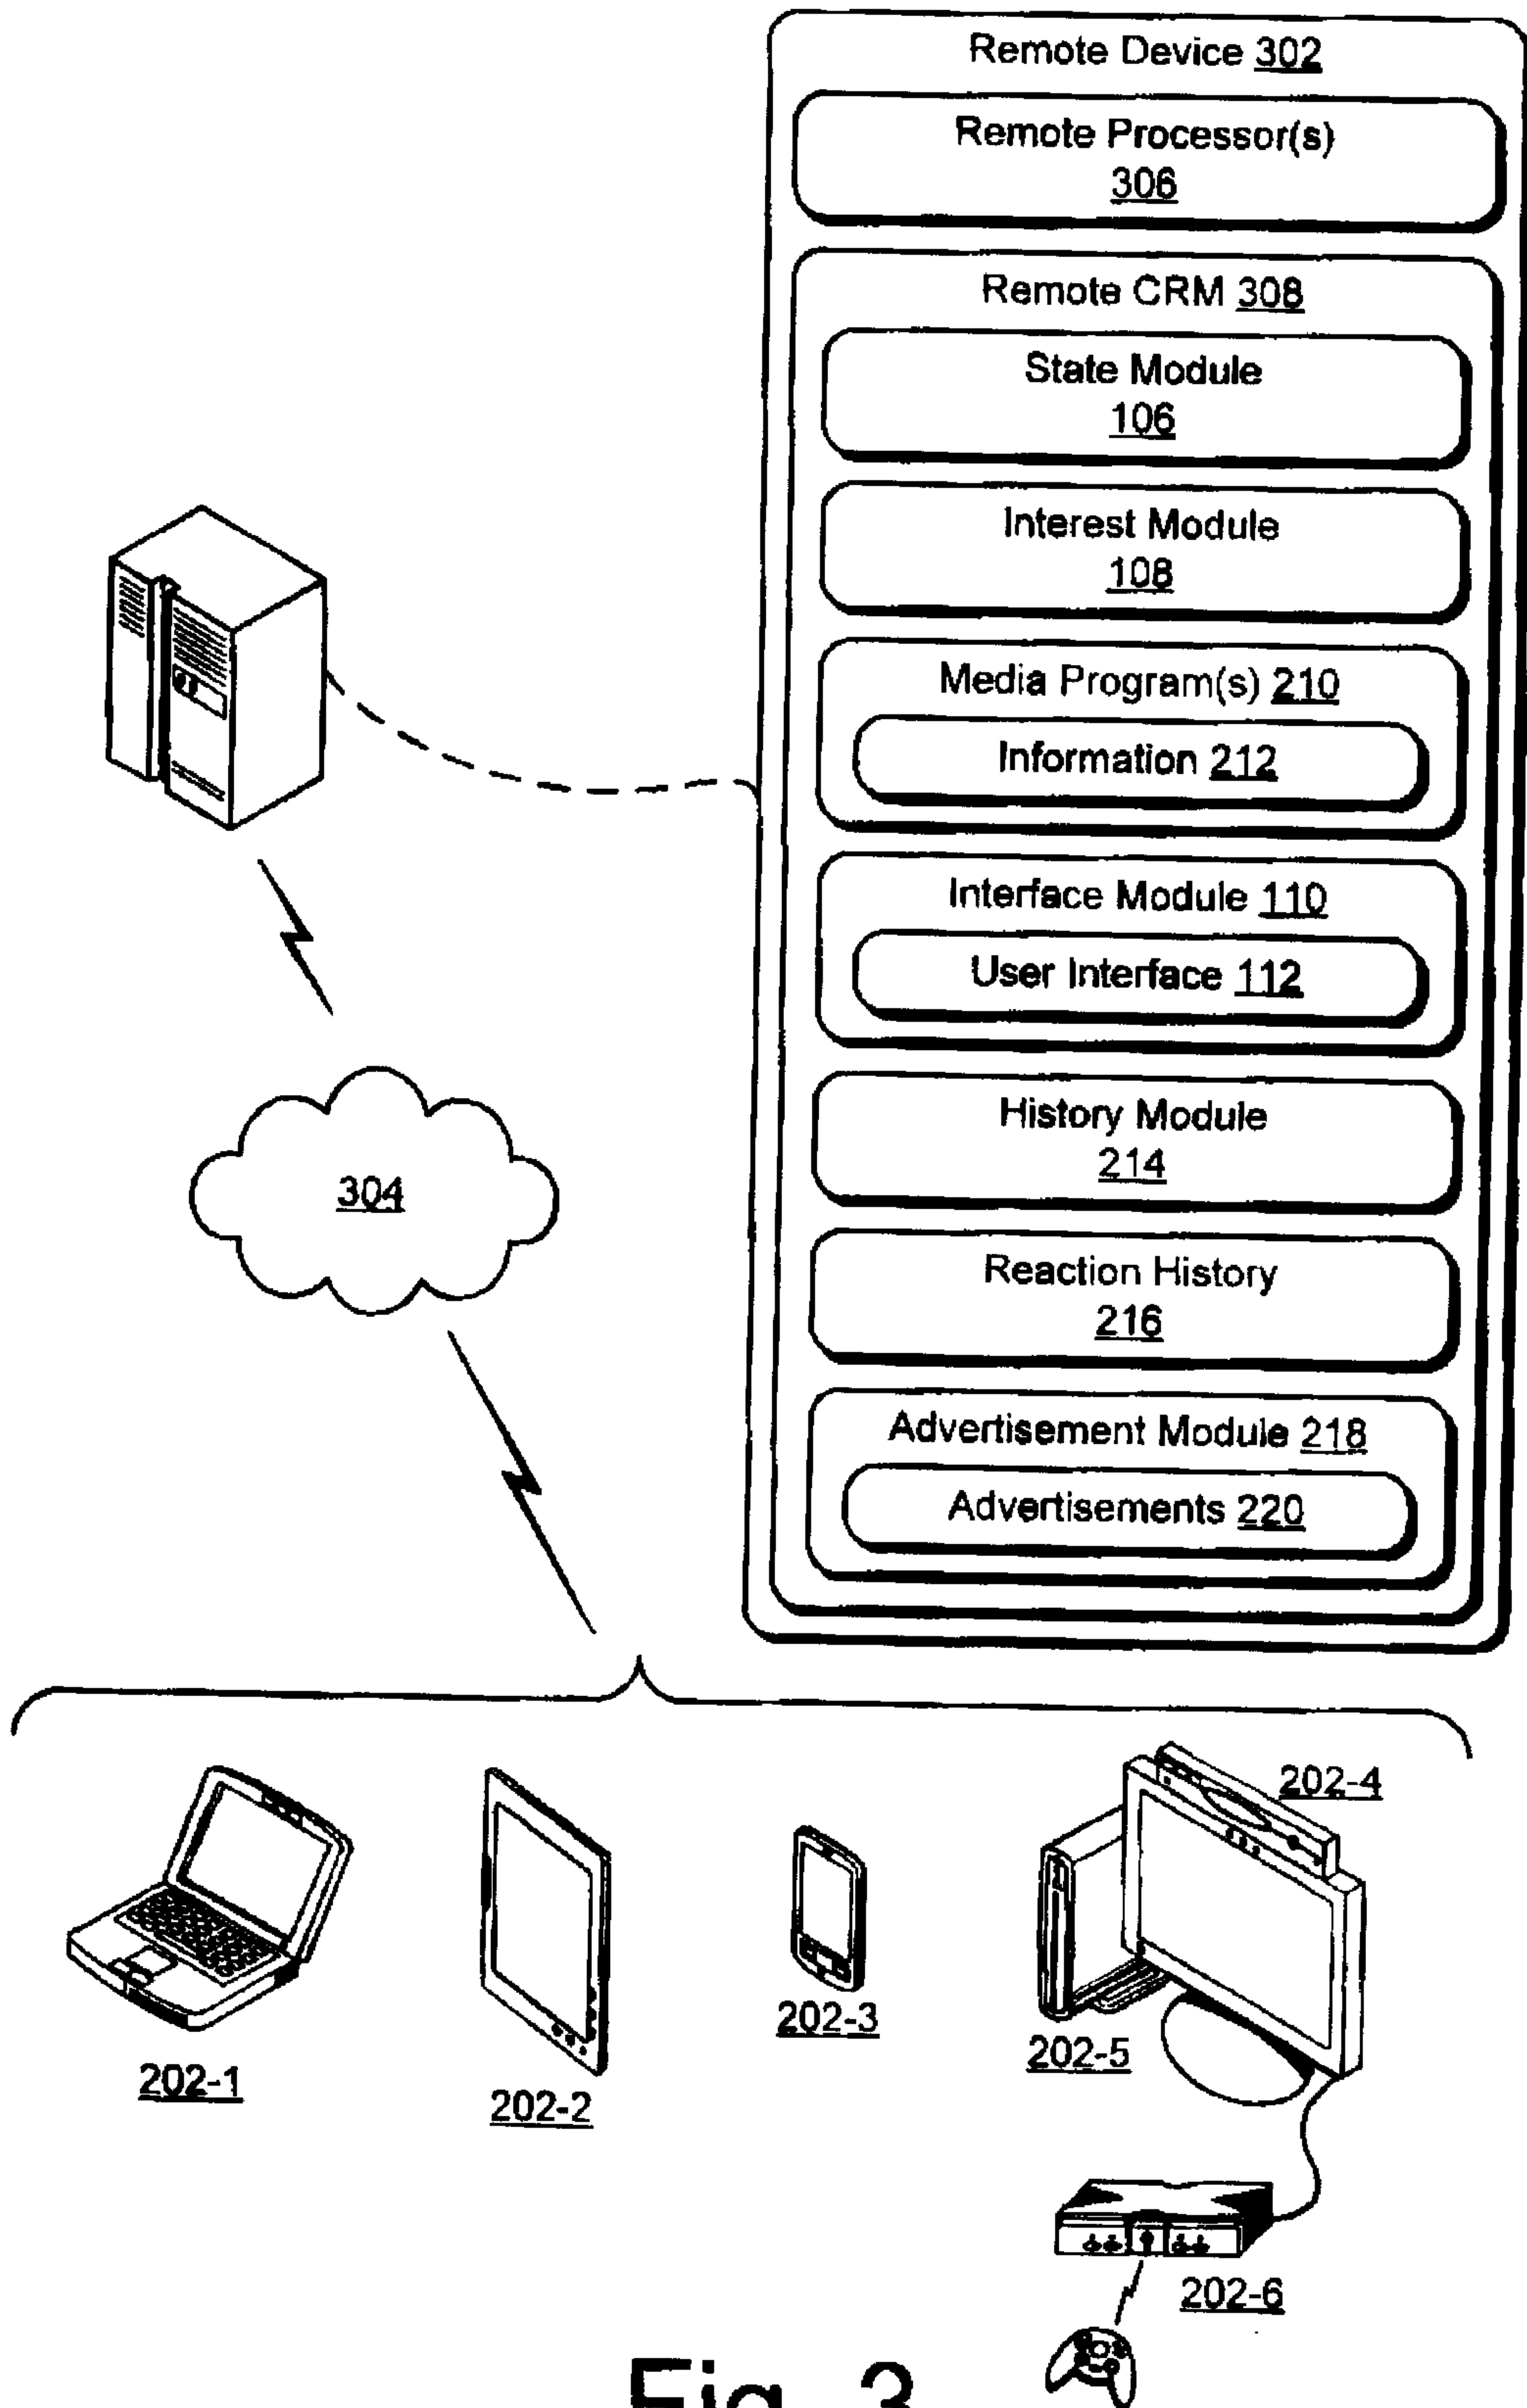 Remote Device 302
Remote Processor(s)
306
Remote CRM 308
State Module
106
Interest Module
108
Media Program(s) 210
Information 212
Interface Module 110
User Interface 112
History Module
214
304
Reaction History
216
Advertisement Module 218
Advertisements 220
202-4
202-3
202-5
202-1
202-2
202-6
Fig. 3